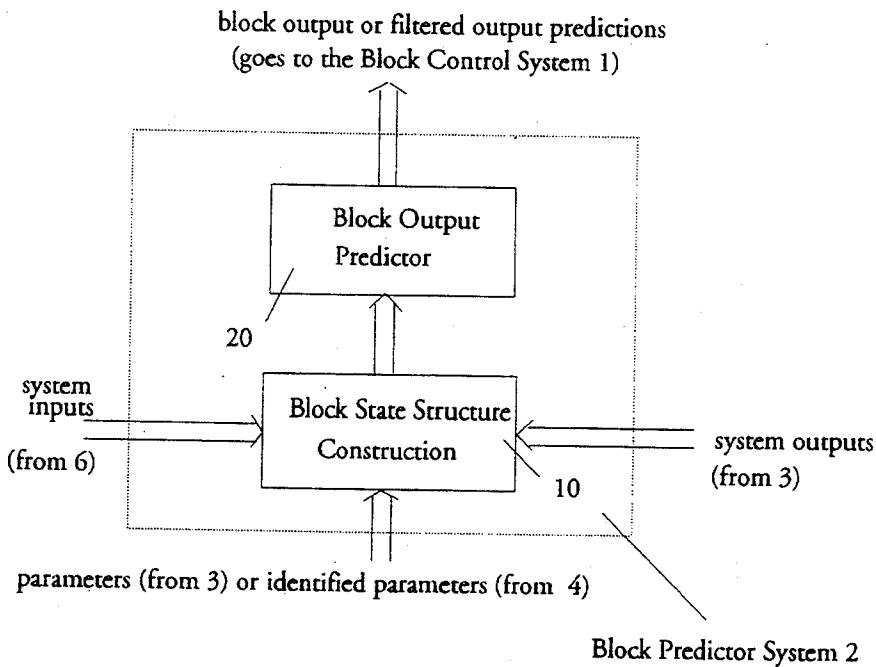 block output or filtered output predictions
(goes to the Block Control System 1)
Block Output
Predictor
20
system
inputs
(from 6)
Block State Structure
Construction
10
system outputs
(from 3)
parameters (from 3) or identified parameters (from 4)
Block Predictor System 2